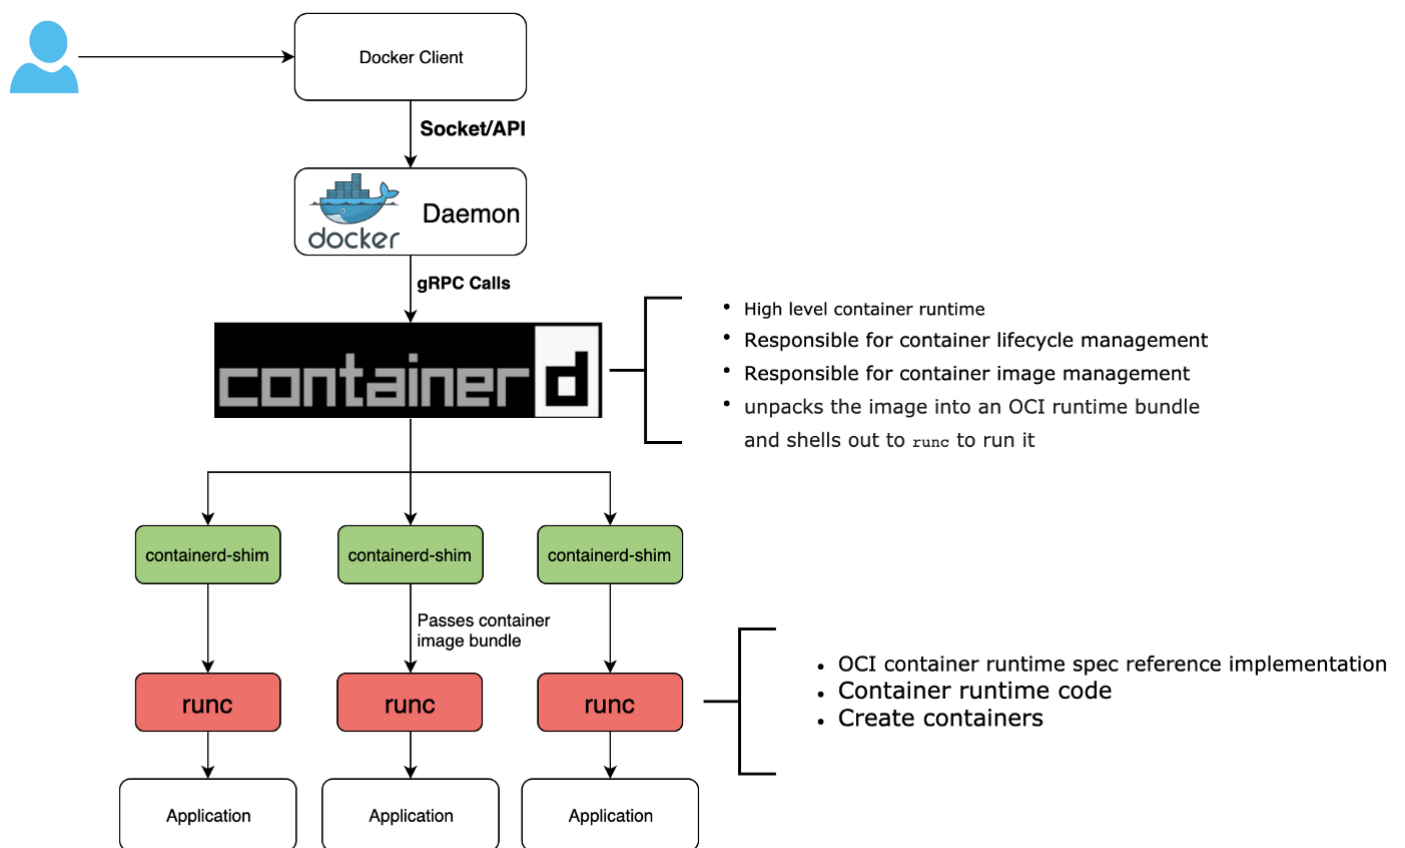 Docker Client
Socket/API
docker
Daemon
gRPC Calls
containerd
• High level container runtime
• Responsible for container lifecycle management
• Responsible for container image management
• unpacks the image into an OCI runtime bundle
and shells out to runc to run it
containerd-shim
containerd-shim
containerd-shim
Passes container
image bundle
runc
runc
runc
• OCI container runtime spec reference implementation
• Container runtime code
• Create containers
Application
Application
Application